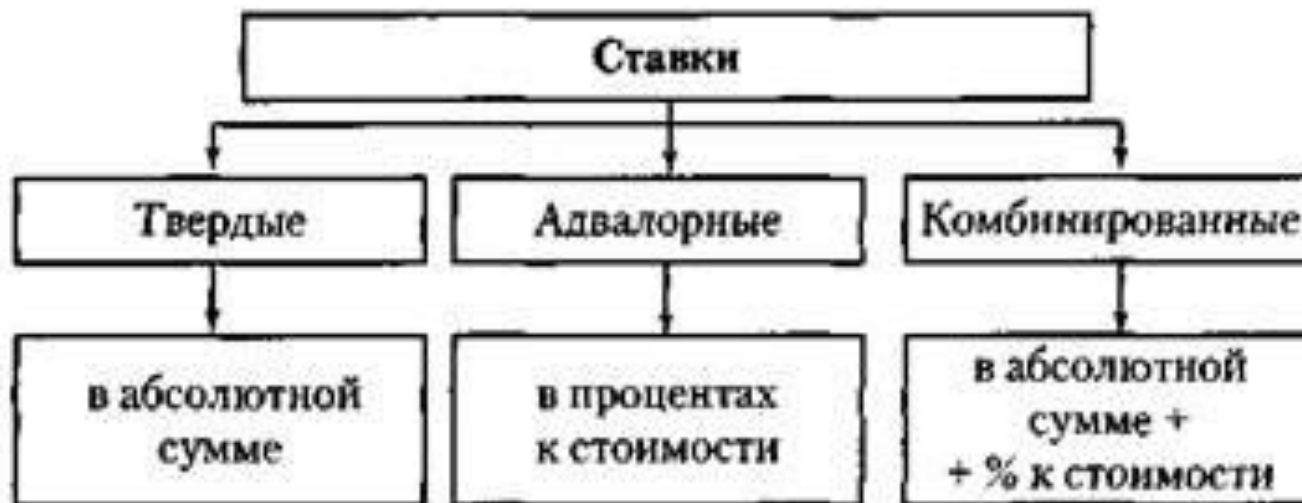 Ставки
Твердые
Адвалорные
Комбинированные
в абсолютной
сумме
в процентах
к стоимости
в абсолютной
сумме +
+ % к стоимости